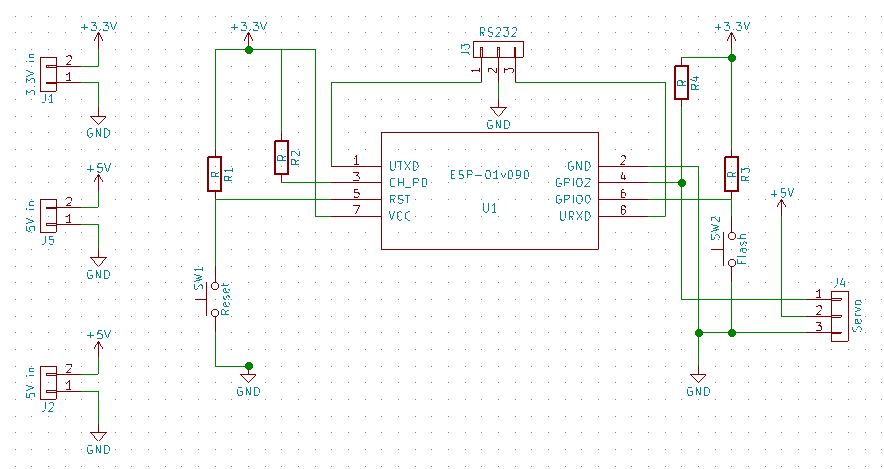 +3.3V
+3.3V
RS232
J3
+3.3V
3.3V in
2
1
J1
GND
1
2
3
GND
R
R4
R
R1
R
R2
1
UTXD
3
CH_PD
5
RST
7
VCC
ESP-01v090
U1
GND
2
GPIO2
4
GPIO0
6
URXD
8
R
R3
+5V
5V in
2
1
J5
GND
+5V
SW2
Flash
SW1
Reset
J4
1
2
3
Servo
+5V
5V in
2
1
J2
GND
GND
GND